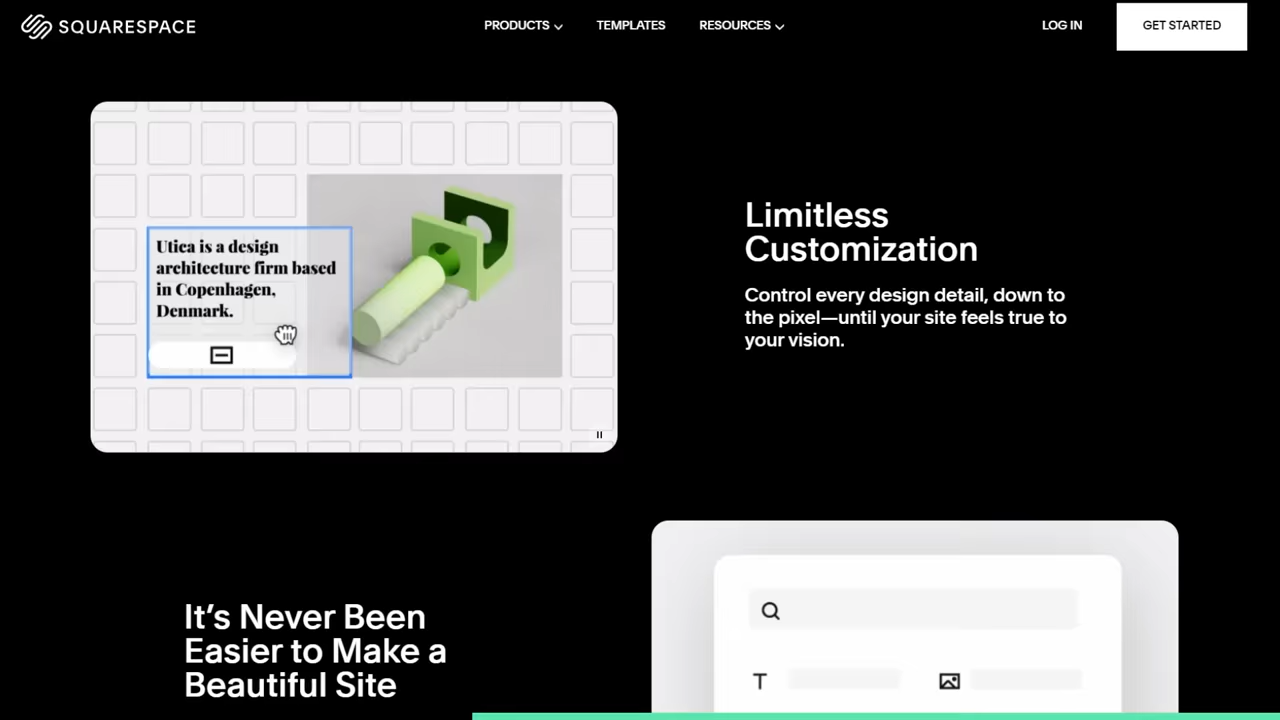 SQUARESPACE
PRODUCTS
TEMPLATES
RESOURCES
LOG IN
GET STARTED
Utica is a design
architecture firm based
in Copenhagen,
Denmark.
Limitless
Customization
Control every design detail, down to
the pixel—until your site feels true to
your vision.
It’s Never Been
Easier to Make a
Beautiful Site
T